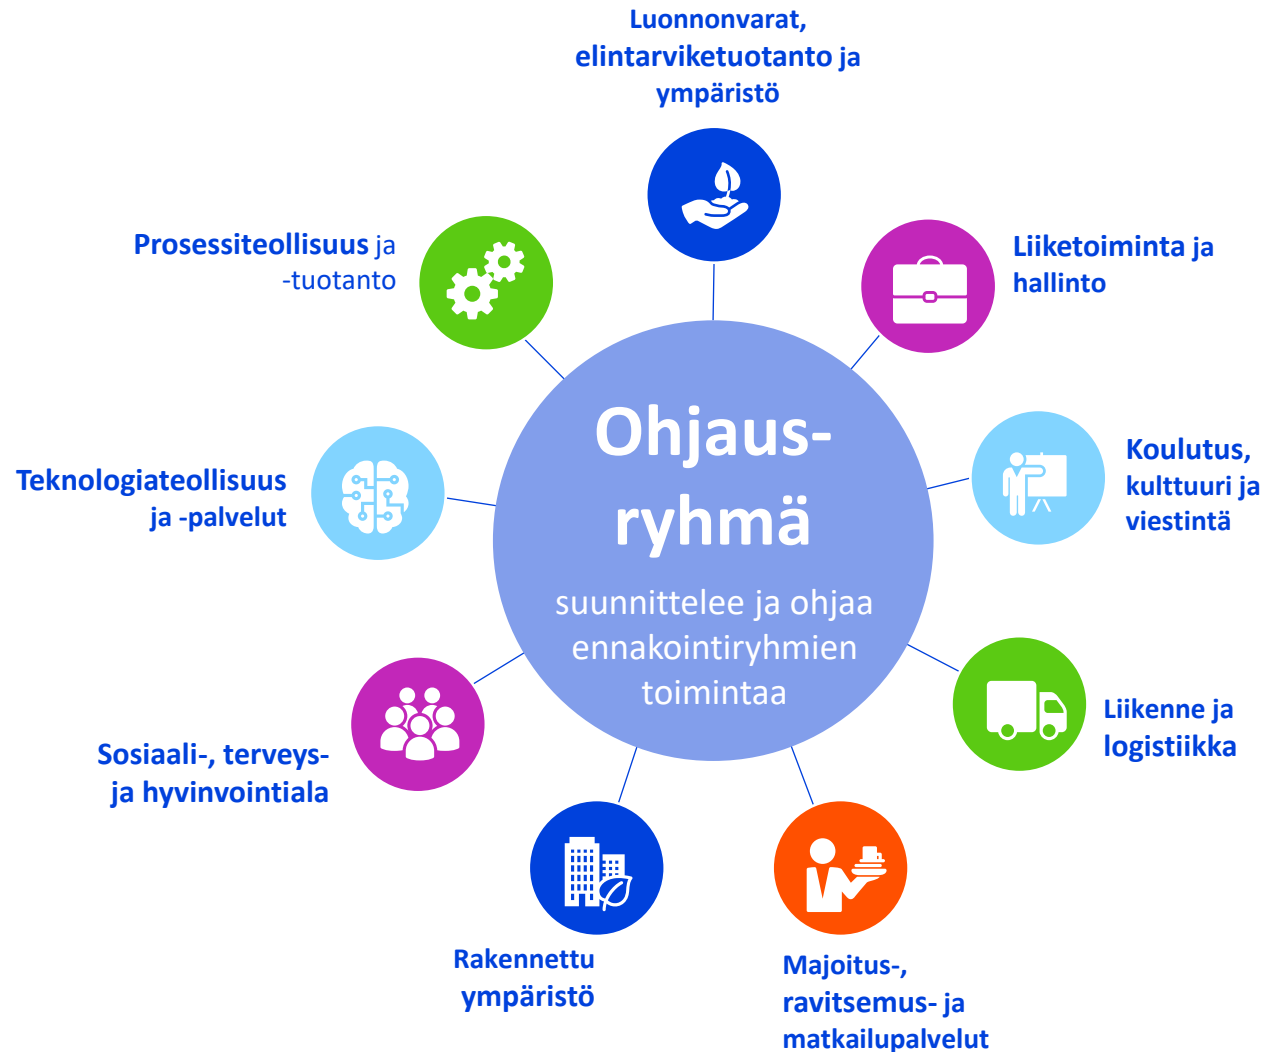 Luonnonvarat,
elintarviketuotanto ja
ympäristö
Liiketoiminta ja
hallinto
Koulutus,
kulttuuri ja
viestintä
Liikenne ja
logistiikka
Majoitus-,
ravitsemus- ja
matkailupalvelut
Rakennettu
ympäristö
Sosiaali-, terveys-
ja hyvinvointiala
Teknologiateollisuus
ja -palvelut
Prosessiteollisuus ja
-tuotanto
Ohjaus-
ryhmä
suunnittelee ja ohjaa
ennakointiryhmien
toimintaa